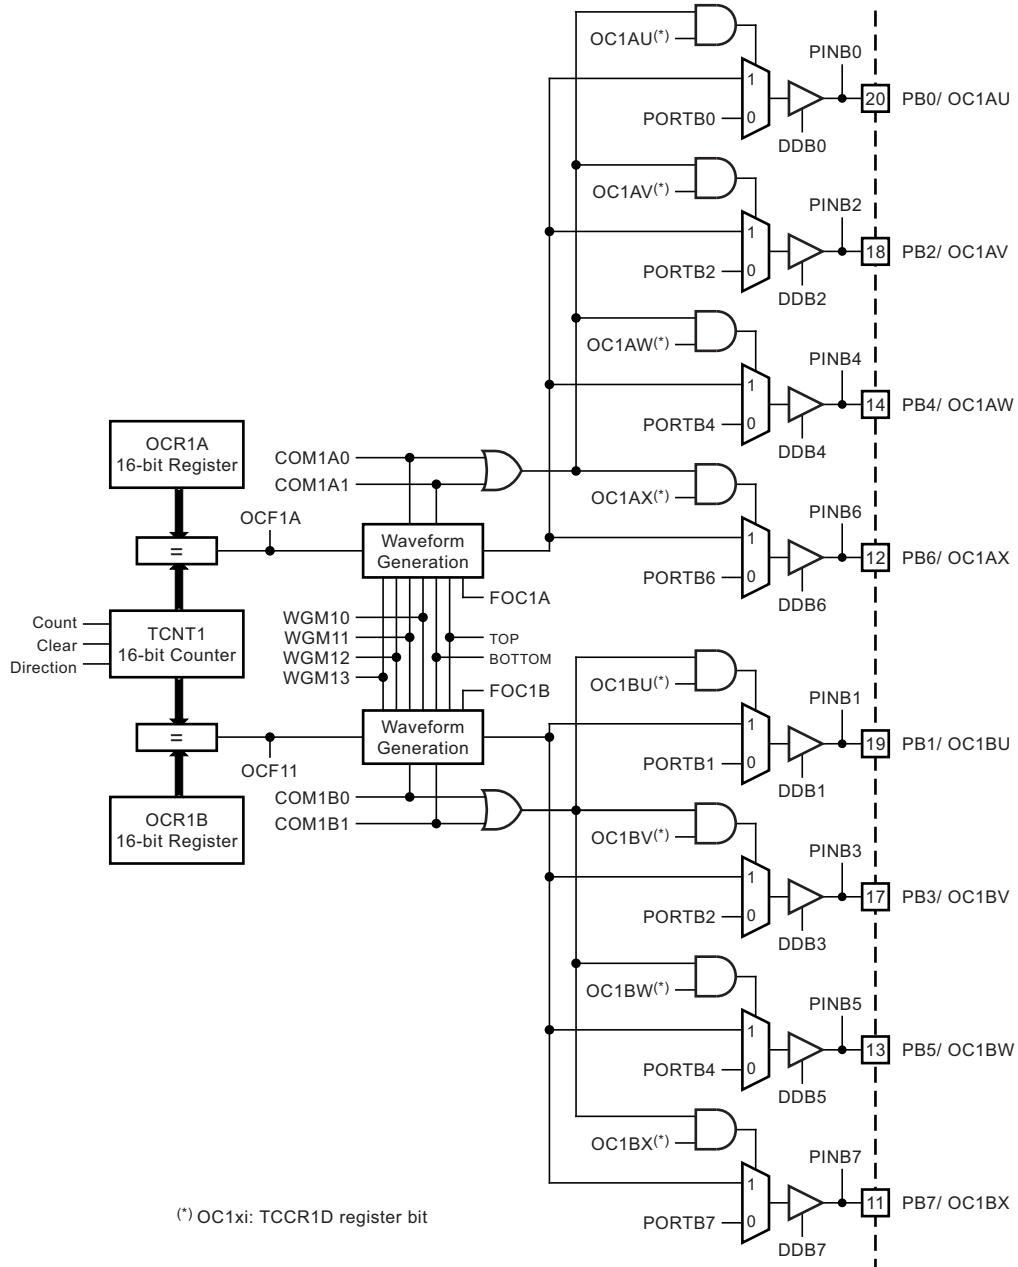 OC1AU(*)
PINB0
1
20
PB0/ OC1AU
PORTB0
0
DDB0
OC1AV(*)
PINB2
1
18
PB2/ OC1AV
PORTB2
0
DDB2
OC1AW(*)
PINB4
1
14
PB4/ OC1AW
PORTB4
0
DDB4
OC1AX(*)
PINB6
1
12
PB6/ OC1AX
PORTB6
0
DDB6
OCR1A
16-bit Register
COM1A0
COM1A1
OCF1A
=
Waveform
Generation
FOC1A
Count
Clear
Direction
TCNT1
16-bit Counter
WGM10
WGM11
WGM12
WGM13
TOP
BOTTOM
FOC1B
=
OCF11
Waveform
Generation
COM1B0
COM1B1
OCR1B
16-bit Register
OC1BU(*)
PINB1
1
19
PB1/ OC1BU
PORTB1
0
DDB1
OC1BV(*)
PINB3
1
17
PB3/ OC1BV
PORTB2
0
DDB3
OC1BW(*)
PINB5
1
13
PB5/ OC1BW
PORTB4
0
DDB5
OC1BX(*)
PINB7
1
11
PB7/ OC1BX
PORTB7
0
DDB7
(*) OC1xi: TCCR1D register bit